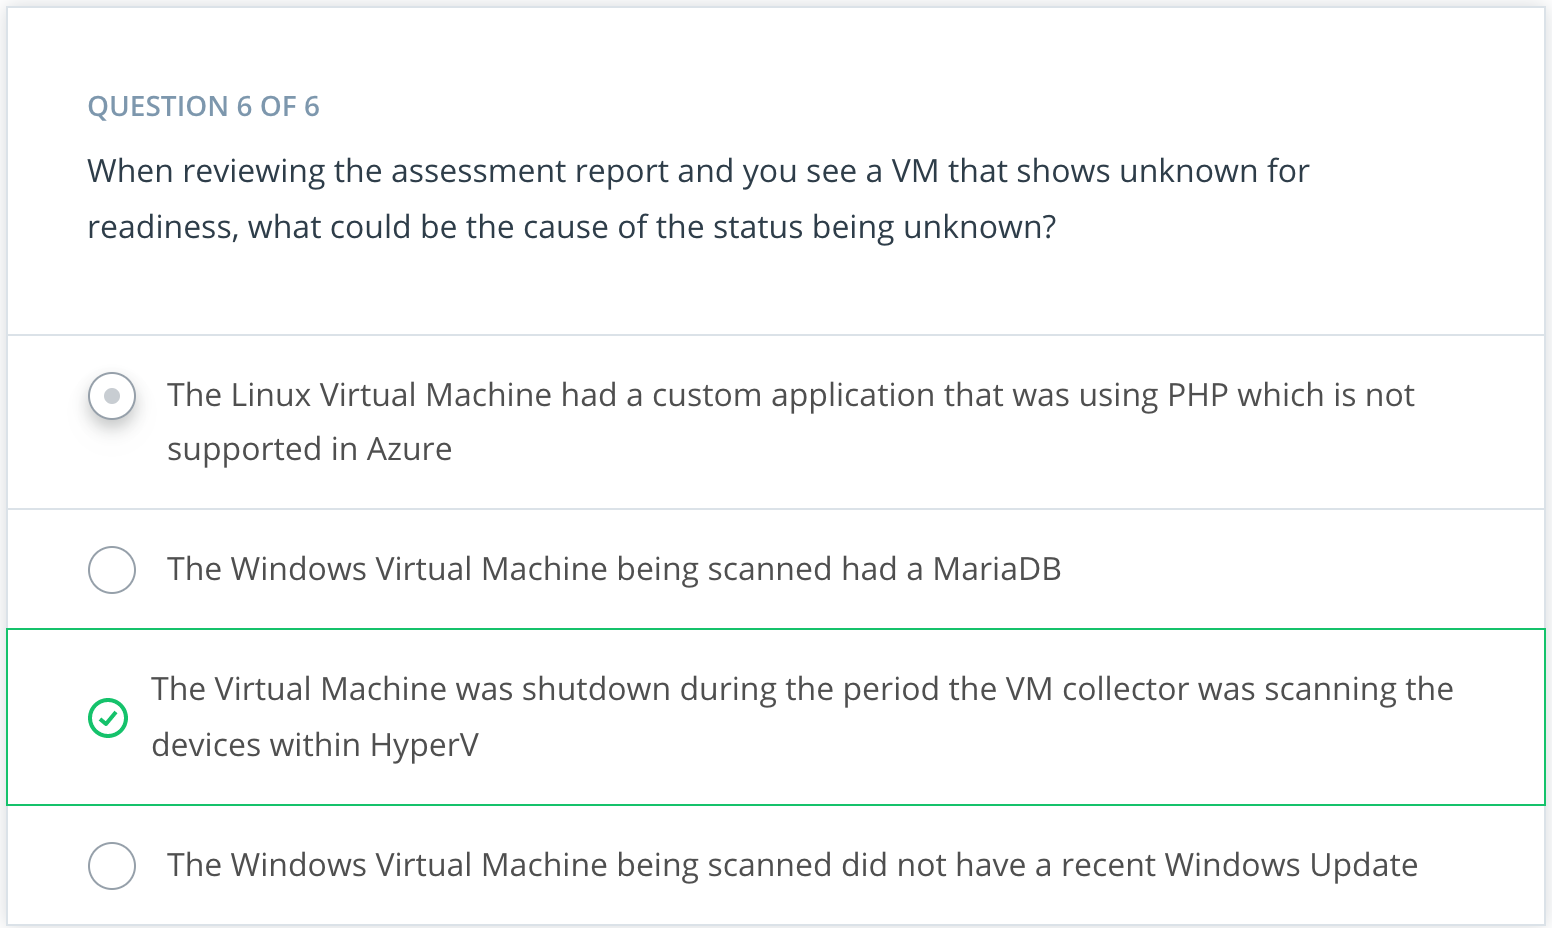 QUESTION 6 OF 6
When reviewing the assessment report and you see a VM that shows unknown for
readiness, what could be the cause of the status being unknown?
The Linux Virtual Machine had a custom application that was using PHP which is not
supported in Azure
The Windows Virtual Machine being scanned had a MariaDB
The Virtual Machine was shutdown during the period the VM collector was scanning the
devices within HyperV
The Windows Virtual Machine being scanned did not have a recent Windows Update